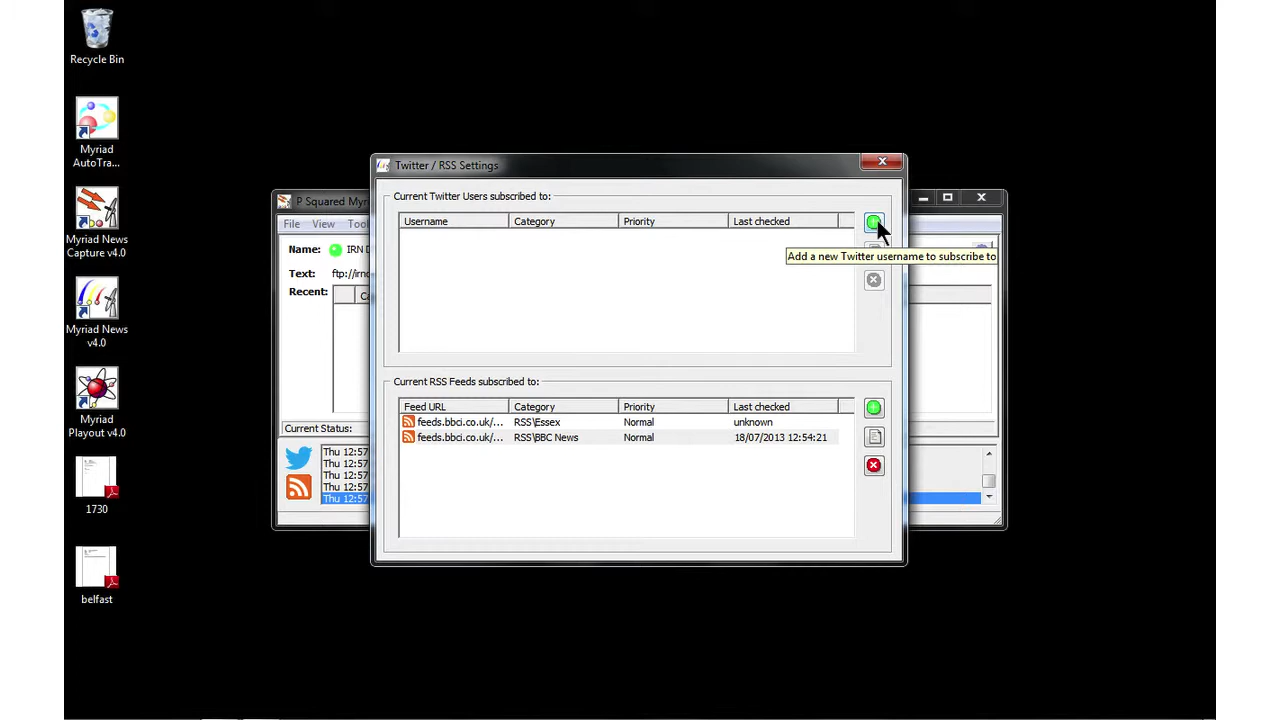 Recycle Bin
Myriad
AutoTra...
Myriad News
Capture v4.0
Myriad News
v4.0
Myriad
Playout v4.0
1730
belfast
P Squared Myr
File View Tool
Name: IRN D
Text: ftp://irn
Recent:
Current Status:
Thu 12:57
Thu 12:57
Thu 12:57
Thu 12:57
Thu 12:57
Twitter / RSS Settings
Current Twitter Users subscribed to:
Username Category Priority Last checked
Add a new Twitter username to subscribe to
Current RSS Feeds subscribed to:
Feed URL Category Priority Last checked
feeds.bbci.co.uk/... RSS\Essex Normal unknown
feeds.bbci.co.uk/... RSS\BBC News Normal 18/07/2013 12:54:21